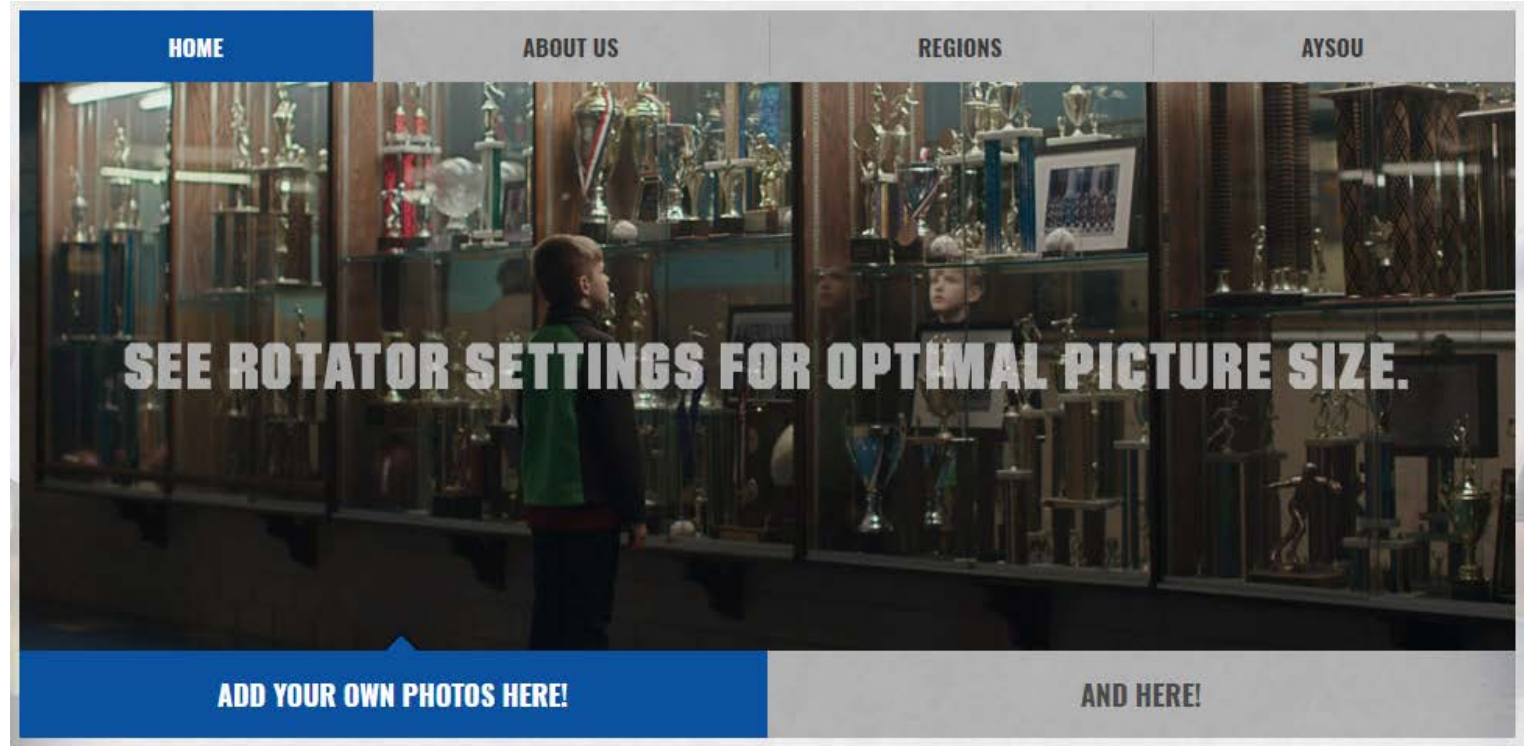 HOME
ABOUT US
REGIONS
AYSOU
SEE ROTATOR SETTINGS FOR OPTIMAL PICTURE SIZE.
ADD YOUR OWN PHOTOS HERE!
AND HERE!